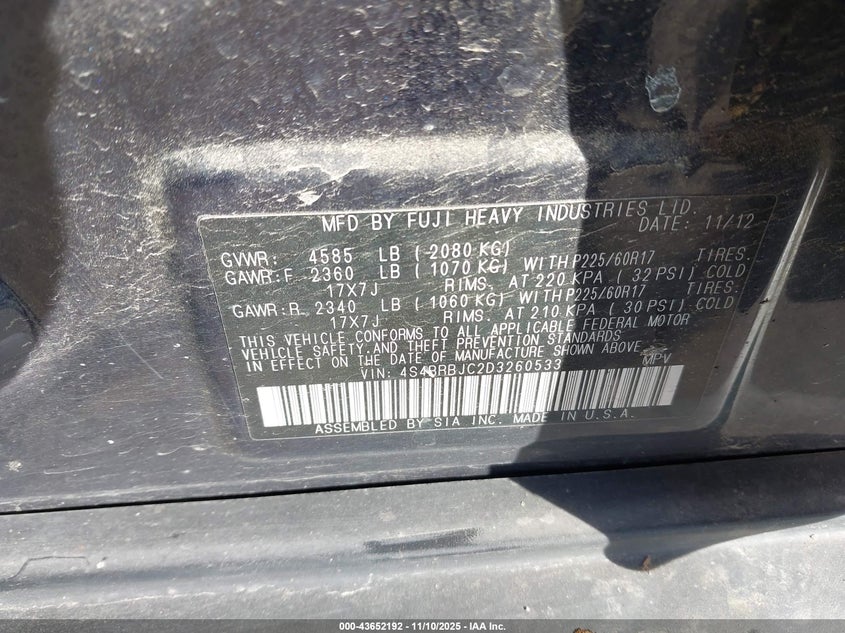 MFD BY FUJI HEAVY INDUSTRIES LTD.
DATE: 11/12
GVWR: 4585 LB ( 2080 KG)
GAWR:F 2360 LB ( 1070 KG) WITH P225/60R17 TIRES.
17X7J RIMS. AT 220 KPA ( 32 PSI) COLD
GAWR:R 2340 LB ( 1060 KG) WITH P225/60R17 TIRES.
17X7J RIMS. AT 210 KPA ( 30 PSI) COLD
THIS VEHICLE CONFORMS TO ALL APPLICABLE FEDERAL MOTOR
VEHICLE SAFETY AND THEFT PREVENTION STANDARDS
IN EFFECT ON THE DATE OF MANUFACTURE SHOWN ABOVE.
VIN: 4S4BRBJC2D3260533 MPV
ASSEMBLED BY SIA INC. MADE IN U.S.A.
000-43652192 - 11/10/2025 - IAA Inc.